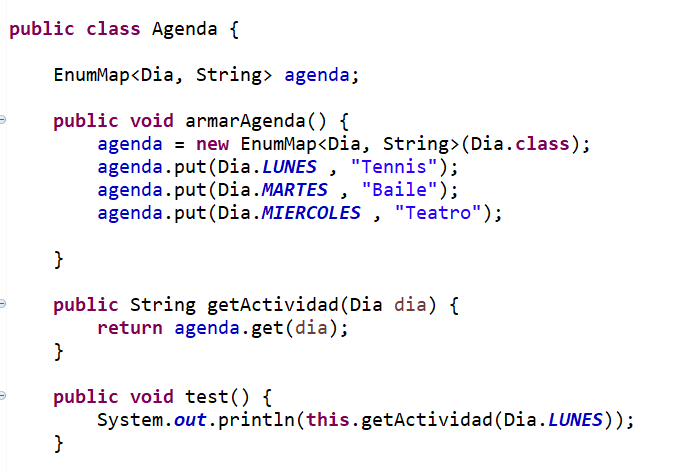 public class Agenda {
EnumMap<Dia, String> agenda;
public void armarAgenda() {
agenda = new EnumMap<Dia, String>(Dia.class);
agenda.put(Dia.LUNES , "Tennis");
agenda.put(Dia.MARTES , "Baile");
agenda.put(Dia.MIERCOLES , "Teatro");
}
public String getActividad(Dia dia) {
return agenda.get(dia);
}
public void test() {
System.out.println(this.getActividad(Dia.LUNES));
}